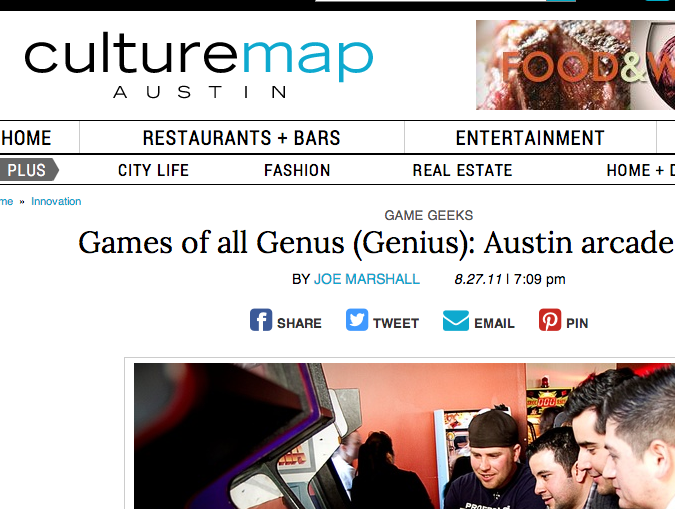 culturemap
AUSTIN
FOOD&W
HOME RESTAURANTS + BARS ENTERTAINMENT
PLUS CITY LIFE FASHION REAL ESTATE HOME + D
me » Innovation
GAME GEEKS
Games of all Genus (Genius): Austin arcade
BY JOE MARSHALL 8.27.11 | 7:09 pm
SHARE TWEET EMAIL PIN